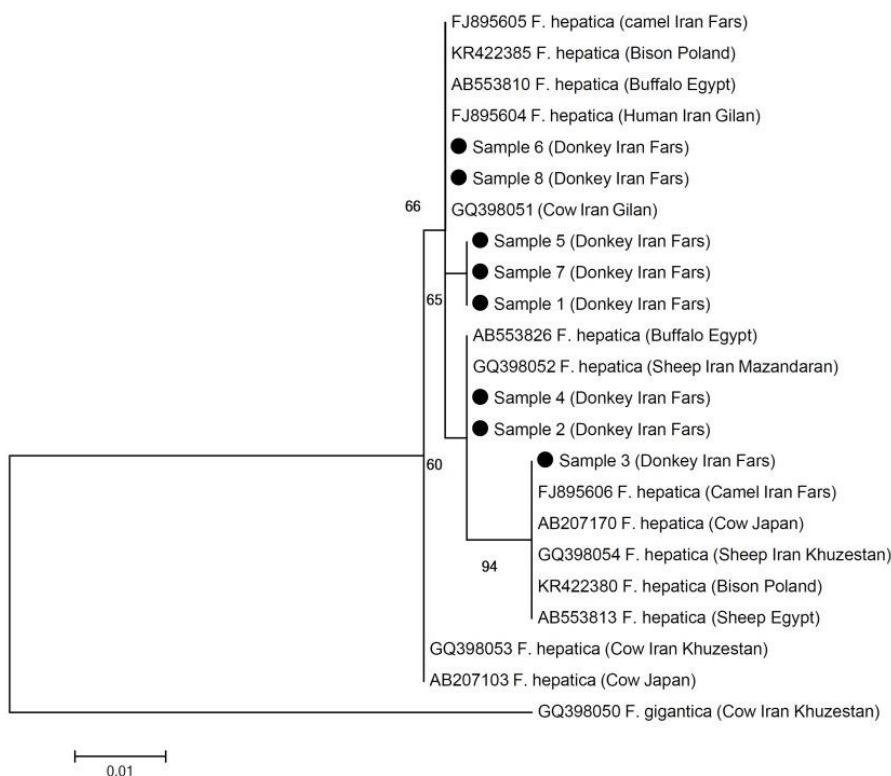 FJ895605 F. hepatica (camel Iran Fars)
KR422385 F. hepatica (Bison Poland)
AB553810 F. hepatica (Buffalo Egypt)
FJ895604 F. hepatica (Human Iran Gilan)
Sample 6 (Donkey Iran Fars)
Sample 8 (Donkey Iran Fars)
66
GQ398051 (Cow Iran Gilan)
Sample 5 (Donkey Iran Fars)
Sample 7 (Donkey Iran Fars)
65
Sample 1 (Donkey Iran Fars)
AB553826 F. hepatica (Buffalo Egypt)
GQ398052 F. hepatica (Sheep Iran Mazandaran)
Sample 4 (Donkey Iran Fars)
Sample 2 (Donkey Iran Fars)
60
Sample 3 (Donkey Iran Fars)
FJ895606 F. hepatica (Camel Iran Fars)
AB207170 F. hepatica (Cow Japan)
GQ398054 F. hepatica (Sheep Iran Khuzestan)
94
KR422380 F. hepatica (Bison Poland)
AB553813 F. hepatica (Sheep Egypt)
GQ398053 F. hepatica (Cow Iran Khuzestan)
AB207103 F. hepatica (Cow Japan)
GQ398050 F. gigantica (Cow Iran Khuzestan)
0.01